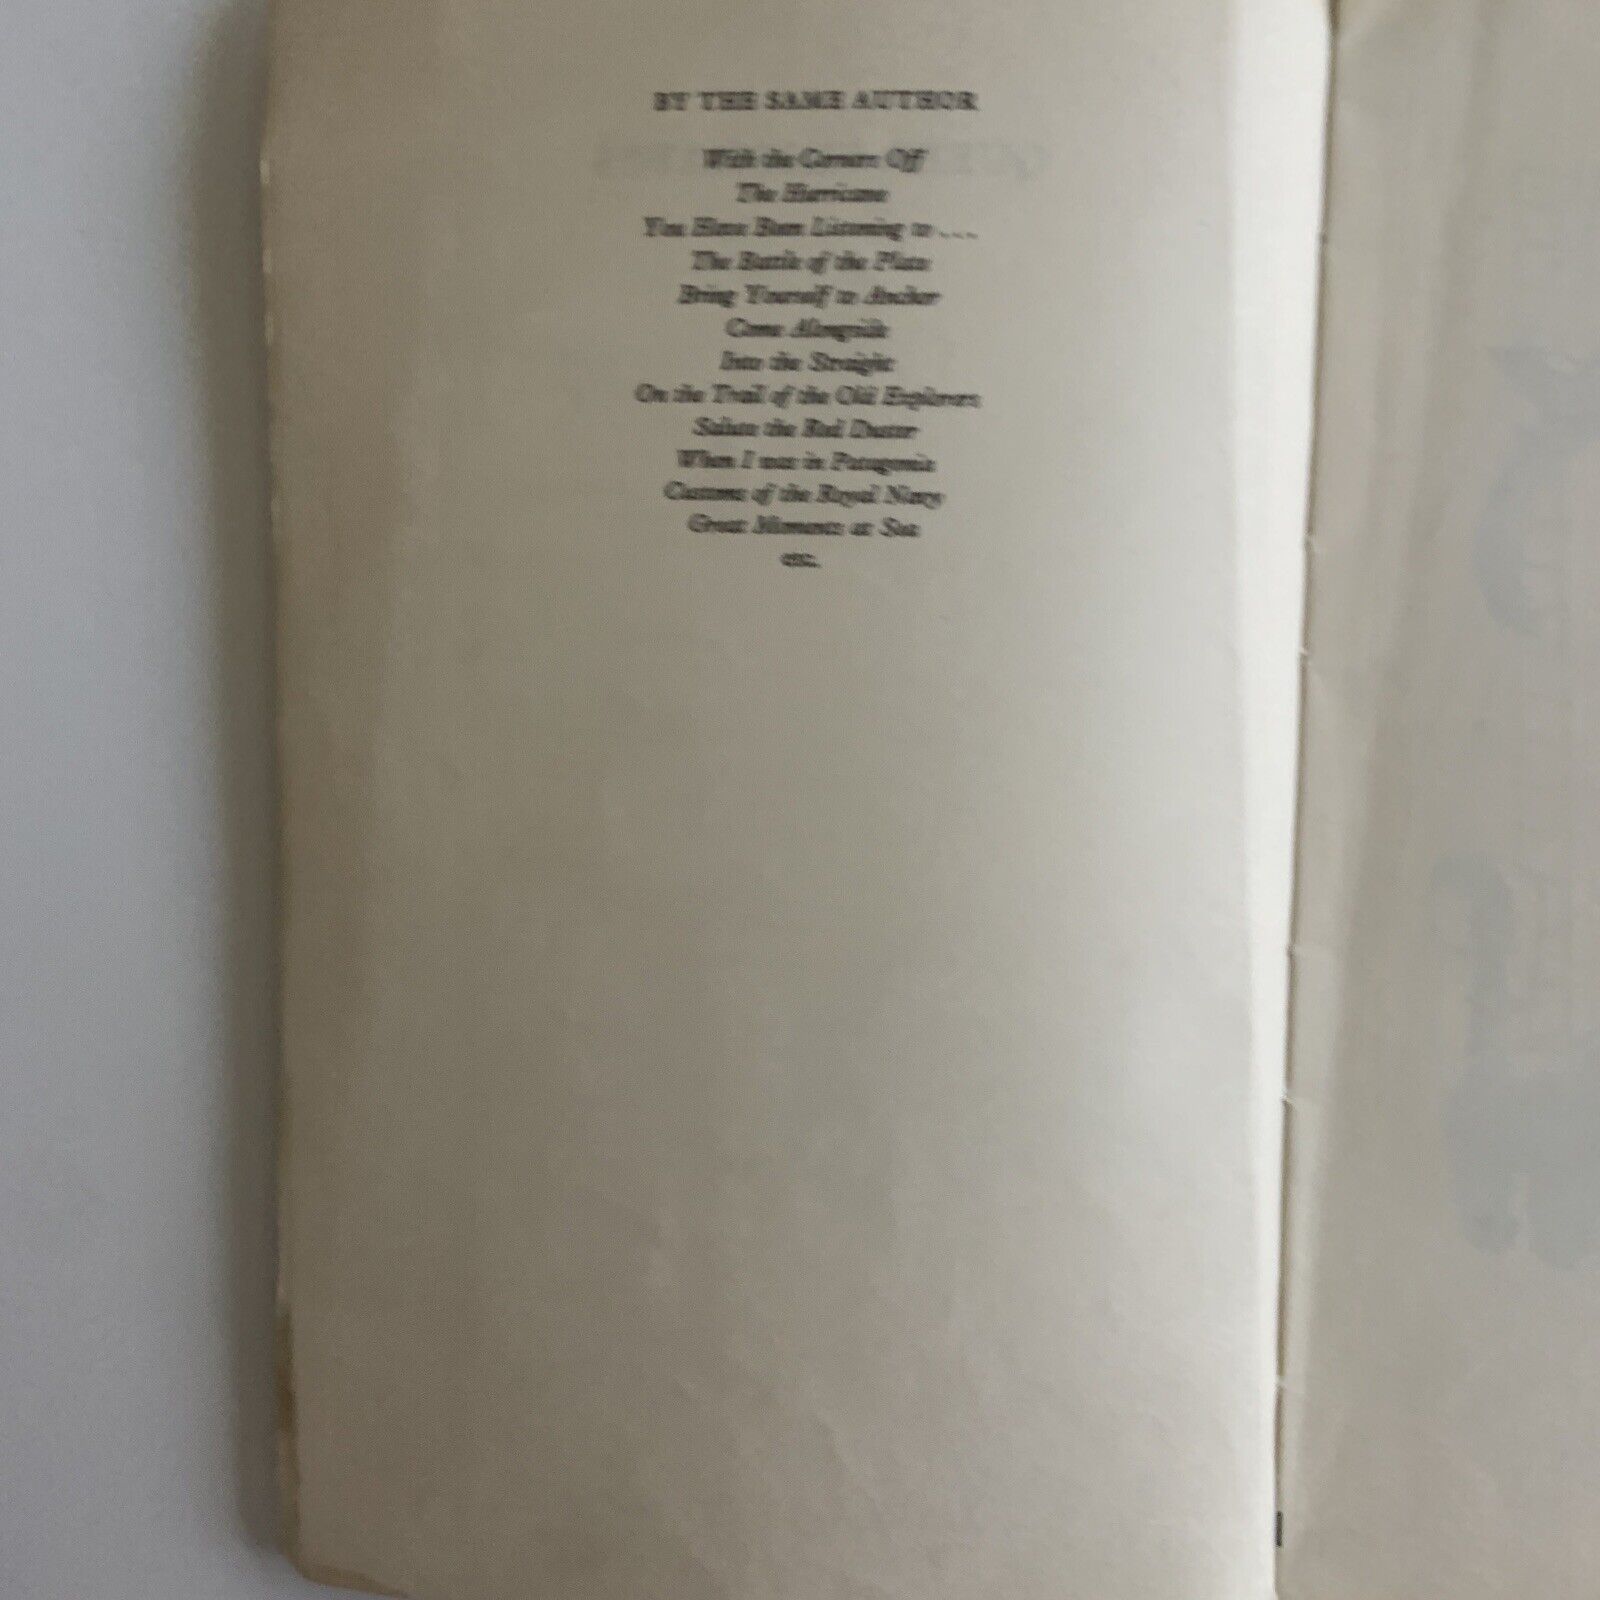 BY THE SAME AUTHOR
With the Corners Off
The Hurricane
You Have Been Listening to . . .
The Battle of the Plate
Bring Yourself to Anchor
Come Alongside
Into the Straight
On the Trail of the Old Explorers
Salute the Red Duster
When I was in Patagonia
Customs of the Royal Navy
Great Moments at Sea
etc.